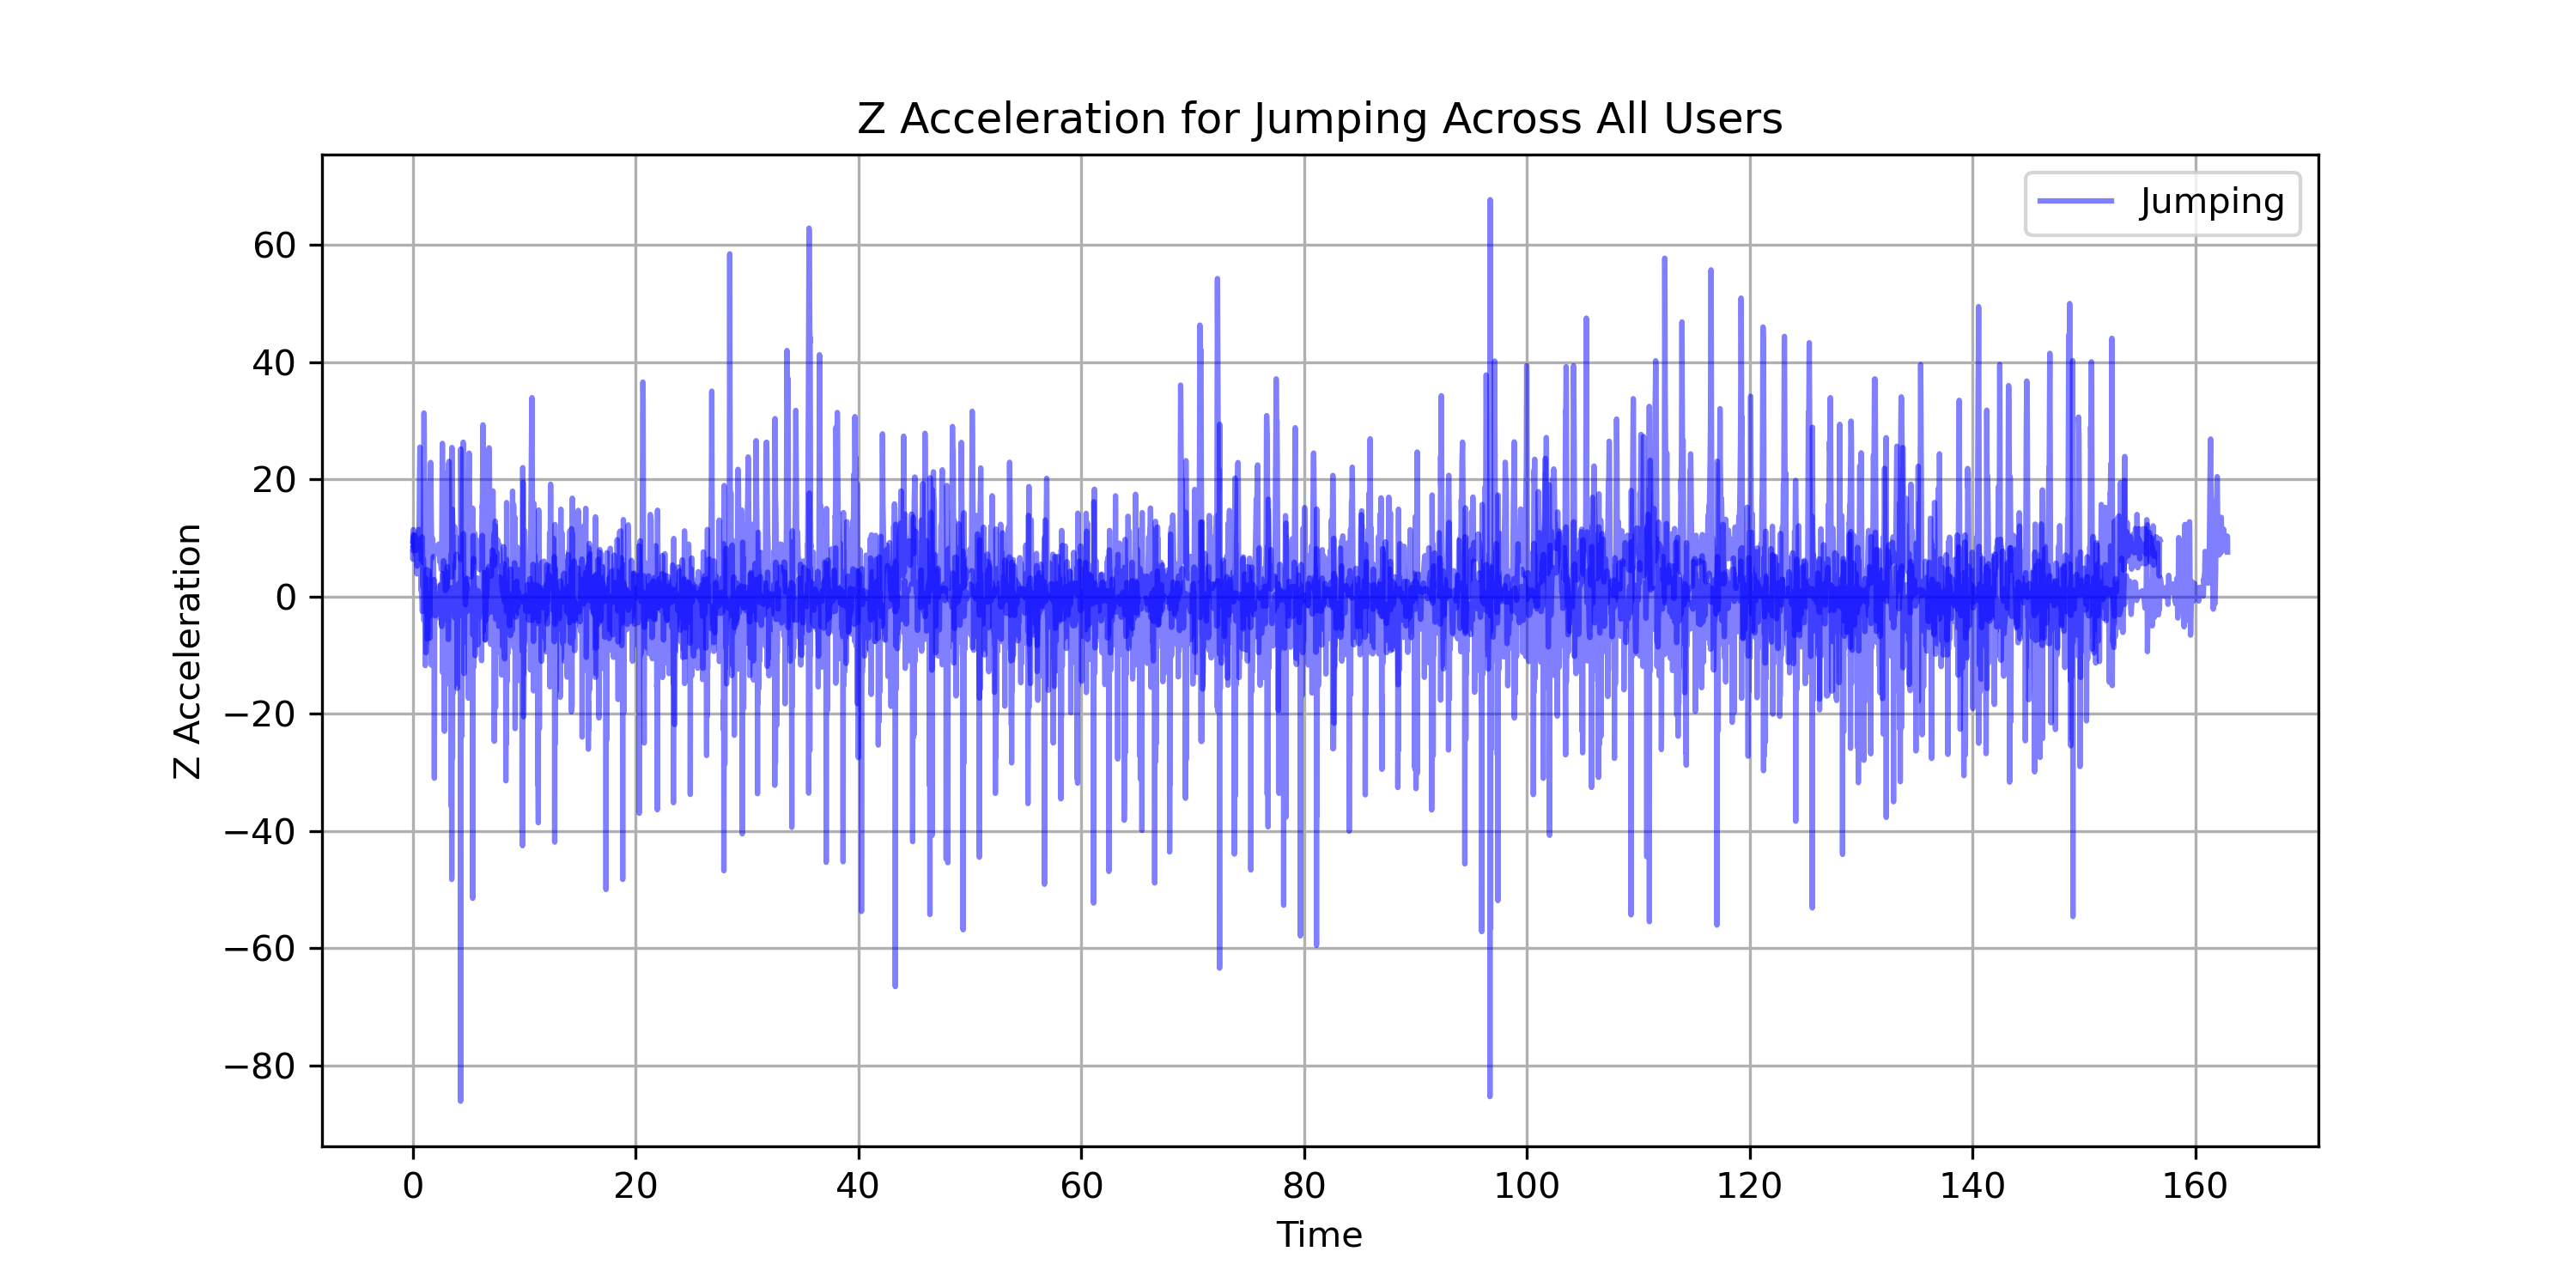 Z Acceleration for Jumping Across All Users
Jumping
Z Acceleration
60
40
20
0
−20
−40
−60
−80
0 20 40 60 80 100 120 140 160
Time